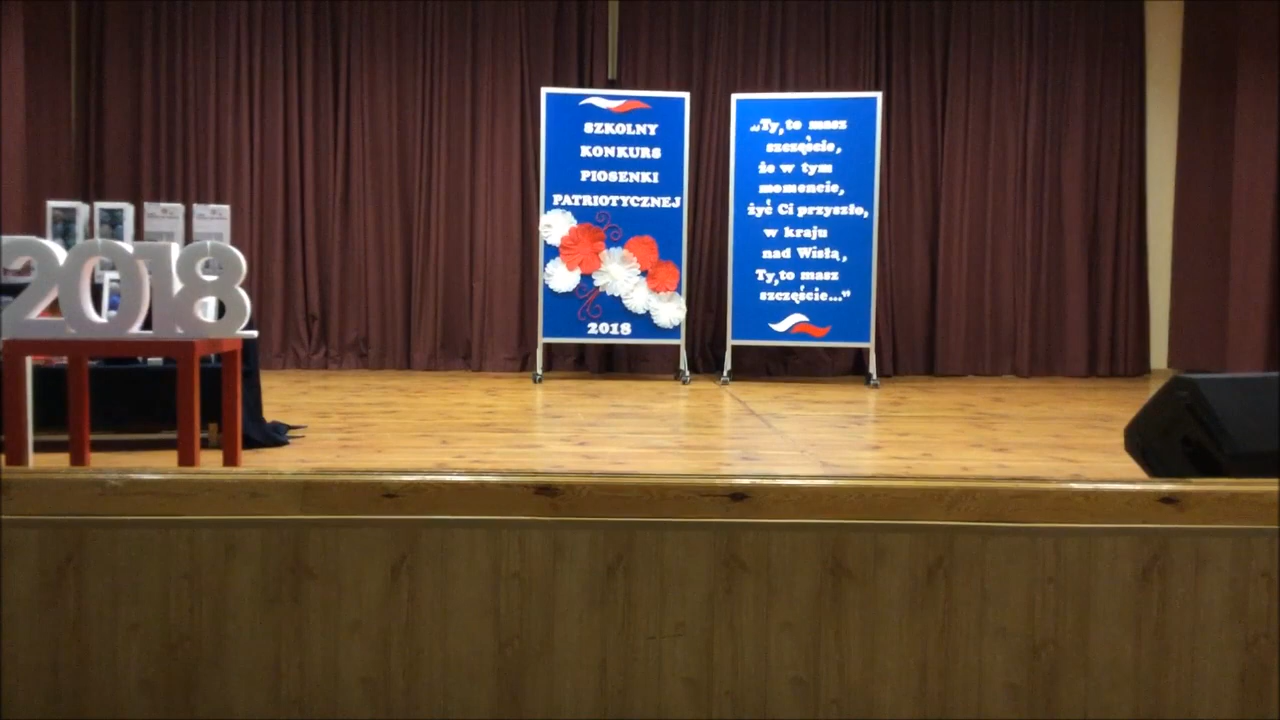 2018
SZKOLNY
KONKURS
PIOSENKI
PATRIOTYCZNEJ
2018
„Ty, to masz
szczęście,
że w tym
momencie,
żyć Ci przyszło,
w kraju
nad Wisłą,
Ty, to masz
szczęście..."